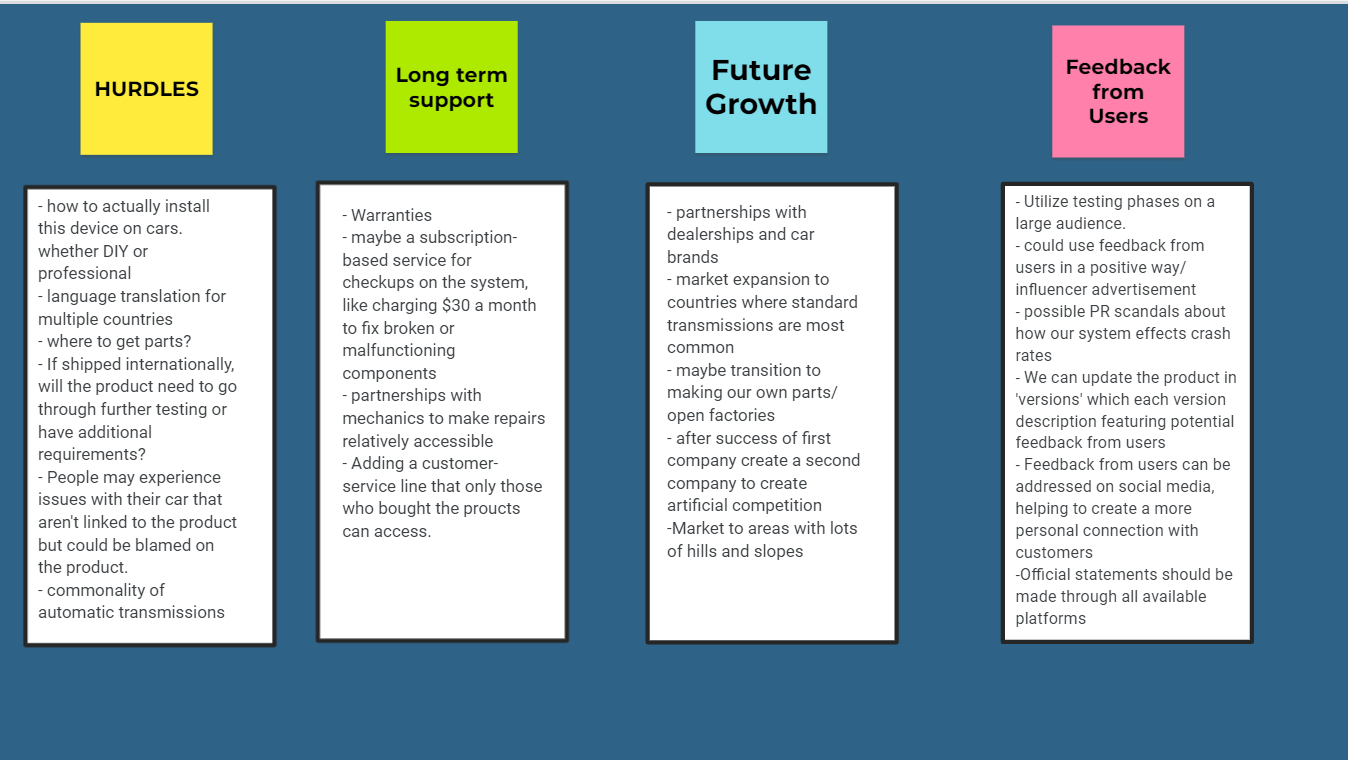 HURDLES
- how to actually install
this device on cars.
whether DIY or
professional
- language translation for
multiple countries
- where to get parts?
- If shipped internationally,
will the product need to go
through further testing or
have additional
requirements?
- People may experience
issues with their car that
aren't linked to the product
but could be blamed on
the product.
- commonality of
automatic transmissions
Long term
support
- Warranties
- maybe a subscription-
based service for
checkups on the system,
like charging $30 a month
to fix broken or
malfunctioning
components
- partnerships with
mechanics to make repairs
relatively accessible
- Adding a customer-
service line that only those
who bought the proucts
can access.
Future
Growth
- partnerships with
dealerships and car
brands
- market expansion to
countries where standard
transmissions are most
common
- maybe transition to
making our own parts/
open factories
- after success of first
company create a second
company to create
artificial competition
-Market to areas with lots
of hills and slopes
Feedback
from
Users
- Utilize testing phases on a
large audience.
- could use feedback from
users in a positive way/
influencer advertisement
- possible PR scandals about
how our system effects crash
rates
- We can update the product in
'versions' which each version
description featuring potential
feedback from users
- Feedback from users can be
addressed on social media,
helping to create a more
personal connection with
customers
-Official statements should be
made through all available
platforms